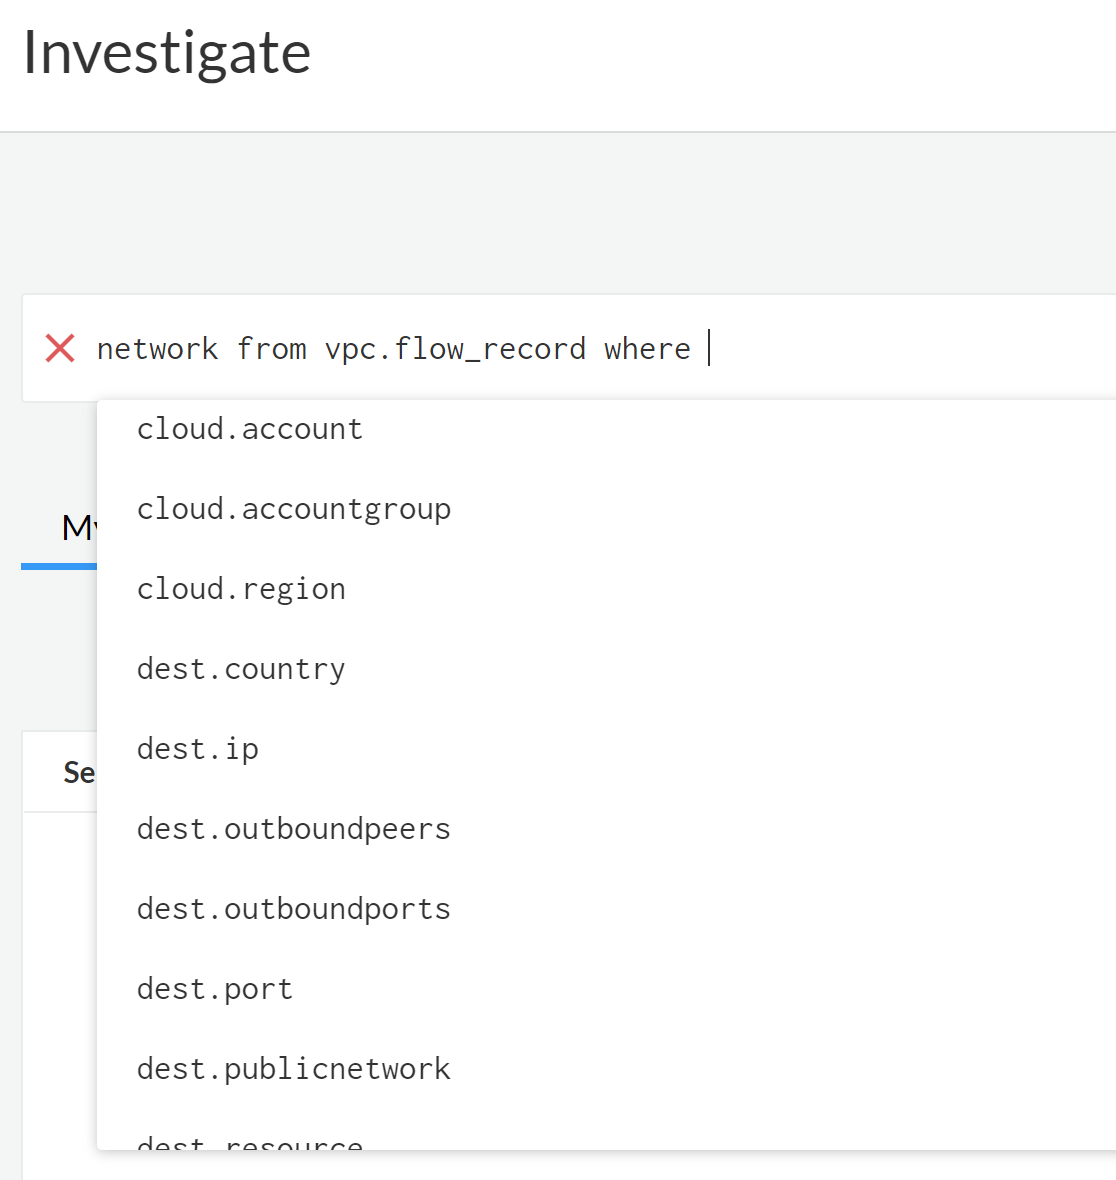 Investigate
network from vpc.flow_record where
cloud.account
cloud.accountgroup
My
cloud.region
dest.country
dest.ip
Se
dest.outboundpeers
dest.outboundports
dest.port
dest.publicnetwork
dest.resource